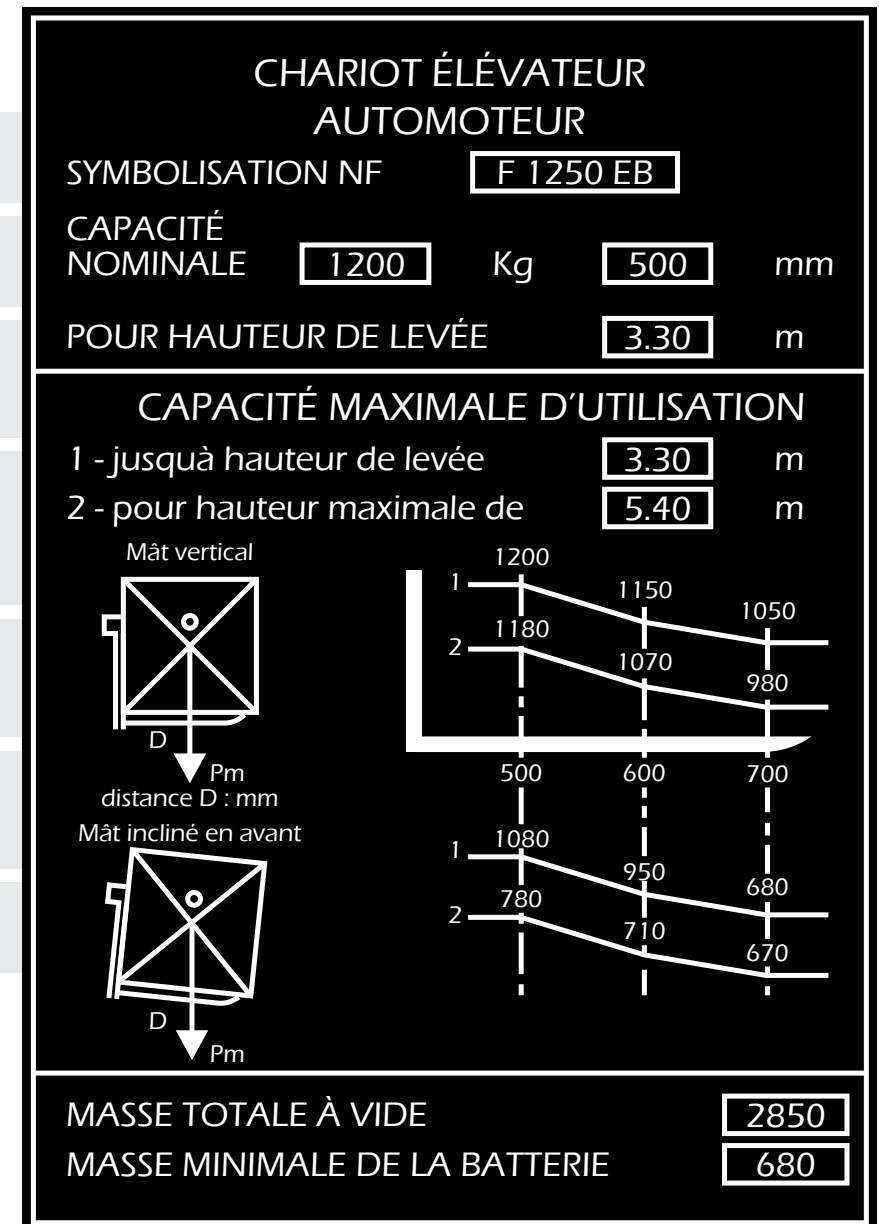 CHARIOT ÉLÉVATEUR
AUTOMOTEUR
SYMBOLISATION NF F 1250 EB
CAPACITÉ
NOMINALE 1200 Kg 500 mm
POUR HAUTEUR DE LEVÉE 3.30 m
CAPACITÉ MAXIMALE D'UTILISATION
1 - jusquà hauteur de levée 3.30 m
2 - pour hauteur maximale de 5.40 m
Mât vertical
D
Pm
distance D : mm
1200
1 1150
1050
2 1180
1070
980
500 600 700
Mât incliné en avant
D
Pm
1 1080
950
680
2 780
710
670
MASSE TOTALE À VIDE 2850
MASSE MINIMALE DE LA BATTERIE 680